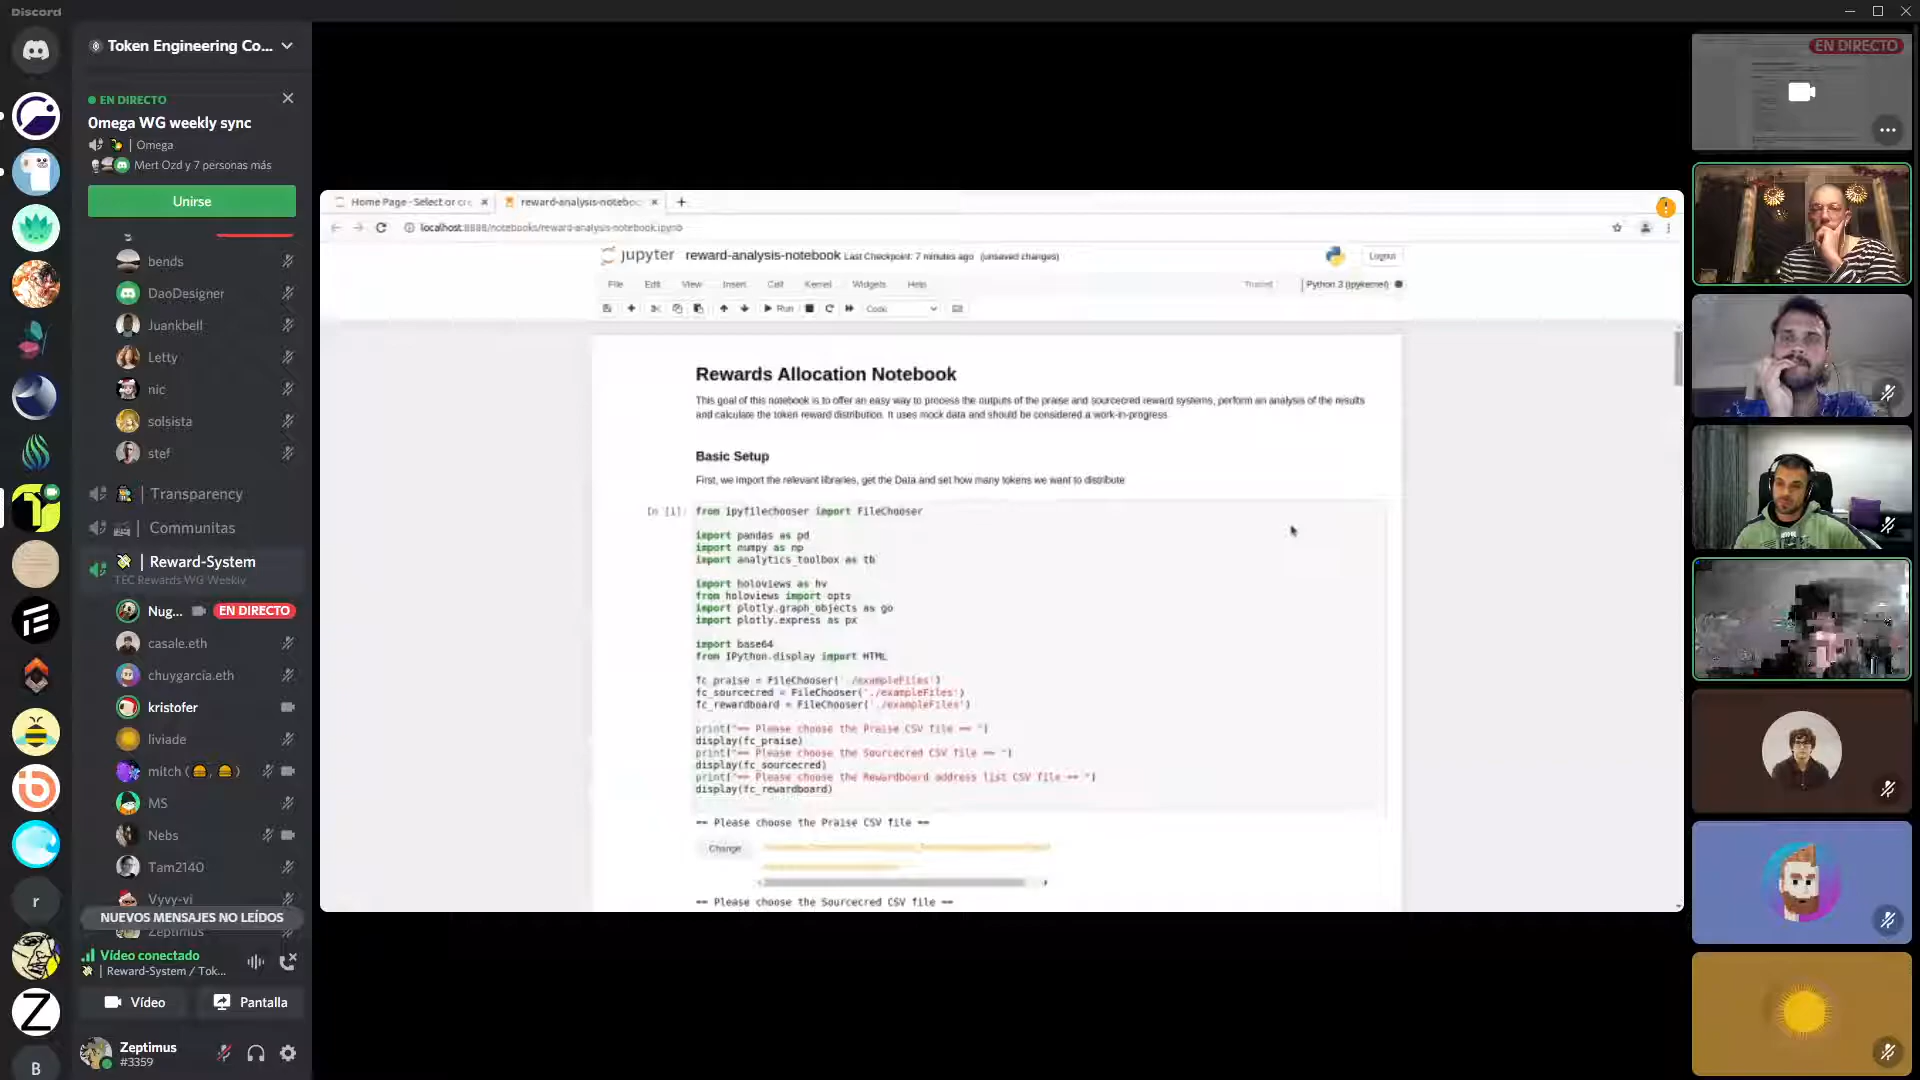 Discord
Token Engineering Co...
EN DIRECTO
Omega WG weekly sync
| Omega
Mert Ozd y 7 personas más
Unirse
bends
DaoDesigner
Juankbell
Letty
nic
solsista
stef
| Transparency
| Communitas
| Reward-System
TEC Rewards WG Weekly
Nug... EN DIRECTO
casale.eth
chuygarcia.eth
kristofer
liviade
mitch (🍔, 🍔)
MS
Nebs
Tam2140
Vyvy-vi
NUEVOS MENSAJES NO LEÍDOS
Zeptimus
Vídeo conectado
| Reward-System / Tok...
Vídeo Pantalla
Zeptimus
#3359
r
Z
B
Home Page - Select or cre
reward-analysis-noteboo
localhost:8888/notebooks/reward-analysis-notebook.ipynb
jupyter reward-analysis-notebook Last Checkpoint: 7 minutes ago (unsaved changes)
Logout
File Edit View Insert Cell Kernel Widgets Help
Trusted | Python 3 (ipykernel)
Run Code
Rewards Allocation Notebook
This goal of this notebook is to offer an easy way to process the outputs of the praise and sourcecred reward systems, perform an analysis of the results
and calculate the token reward distribution. It uses mock data and should be considered a work-in-progress
Basic Setup
First, we import the relevant libraries, get the Data and set how many tokens we want to distribute
In [1]: from ipyfilechooser import FileChooser
import pandas as pd
import numpy as np
import analytics_toolbox as tb
import holoviews as hv
from holoviews import opts
import plotly.graph_objects as go
import plotly.express as px
import base64
from IPython.display import HTML
fc_praise = FileChooser('./exampleFiles')
fc_sourcecred = FileChooser('./exampleFiles')
fc_rewardboard = FileChooser('./exampleFiles')
print("== Please choose the Praise CSV file == ")
display(fc_praise)
print("== Please choose the Sourcecred CSV file == ")
display(fc_sourcecred)
print("== Please choose the Rewardboard address list CSV file == ")
display(fc_rewardboard)
== Please choose the Praise CSV file ==
Change
== Please choose the Sourcecred CSV file ==
EN DIRECTO